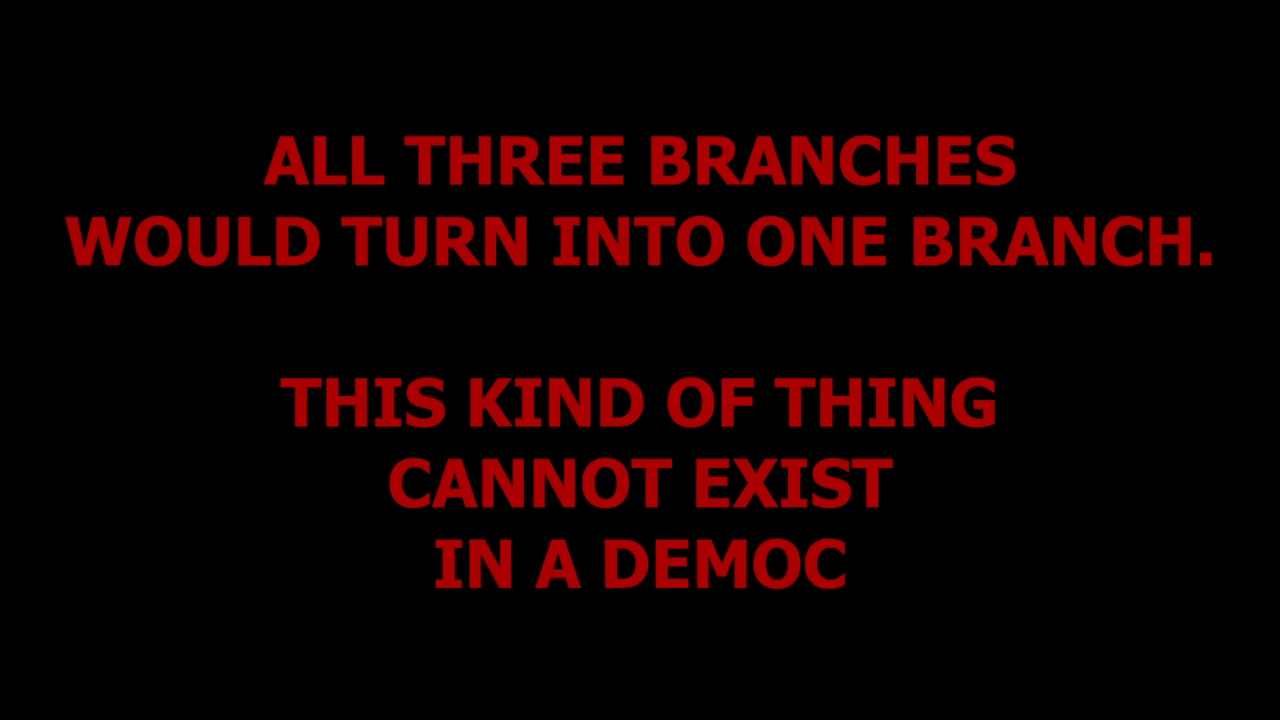 ALL THREE BRANCHES
WOULD TURN INTO ONE BRANCH.
THIS KIND OF THING
CANNOT EXIST
IN A DEMOC